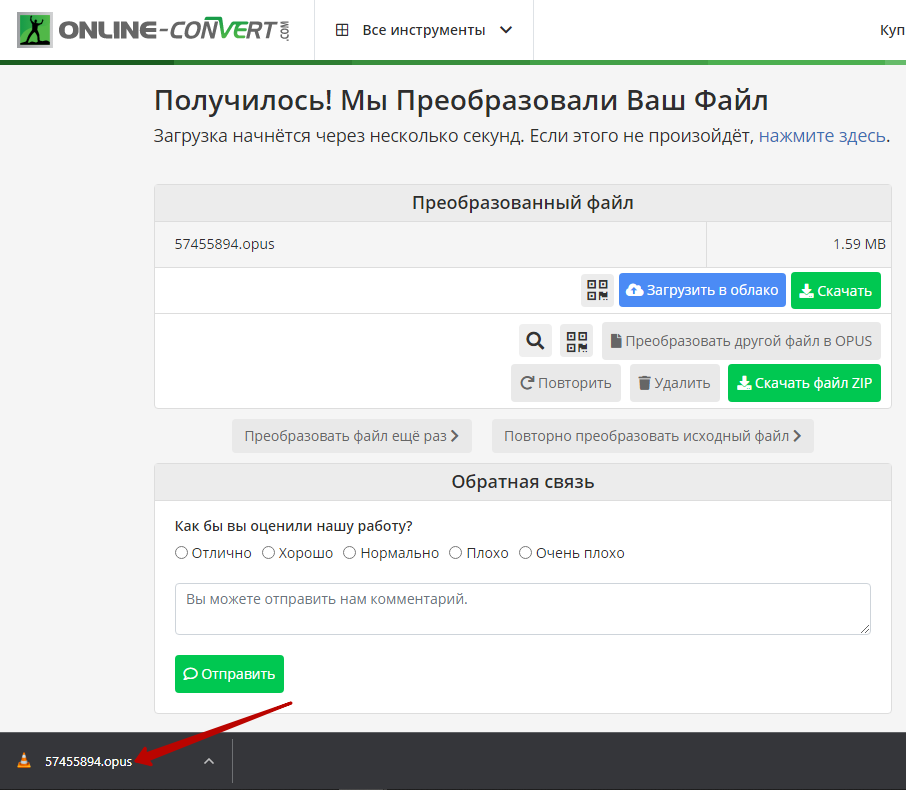 ONLINE-CONVERT.COM
Все инструменты
Куп
Получилось! Мы Преобразовали Ваш Файл
Загрузка начнётся через несколько секунд. Если этого не произойдёт, нажмите здесь.
Преобразованный файл
57455894.opus 1.59 MB
Загрузить в облако Скачать
Преобразовать другой файл в OPUS
Повторить Удалить Скачать файл ZIP
Преобразовать файл ещё раз Повторно преобразовать исходный файл
Обратная связь
Как бы вы оценили нашу работу?
Отлично Хорошо Нормально Плохо Очень плохо
Вы можете отправить нам комментарий.
Отправить
57455894.opus